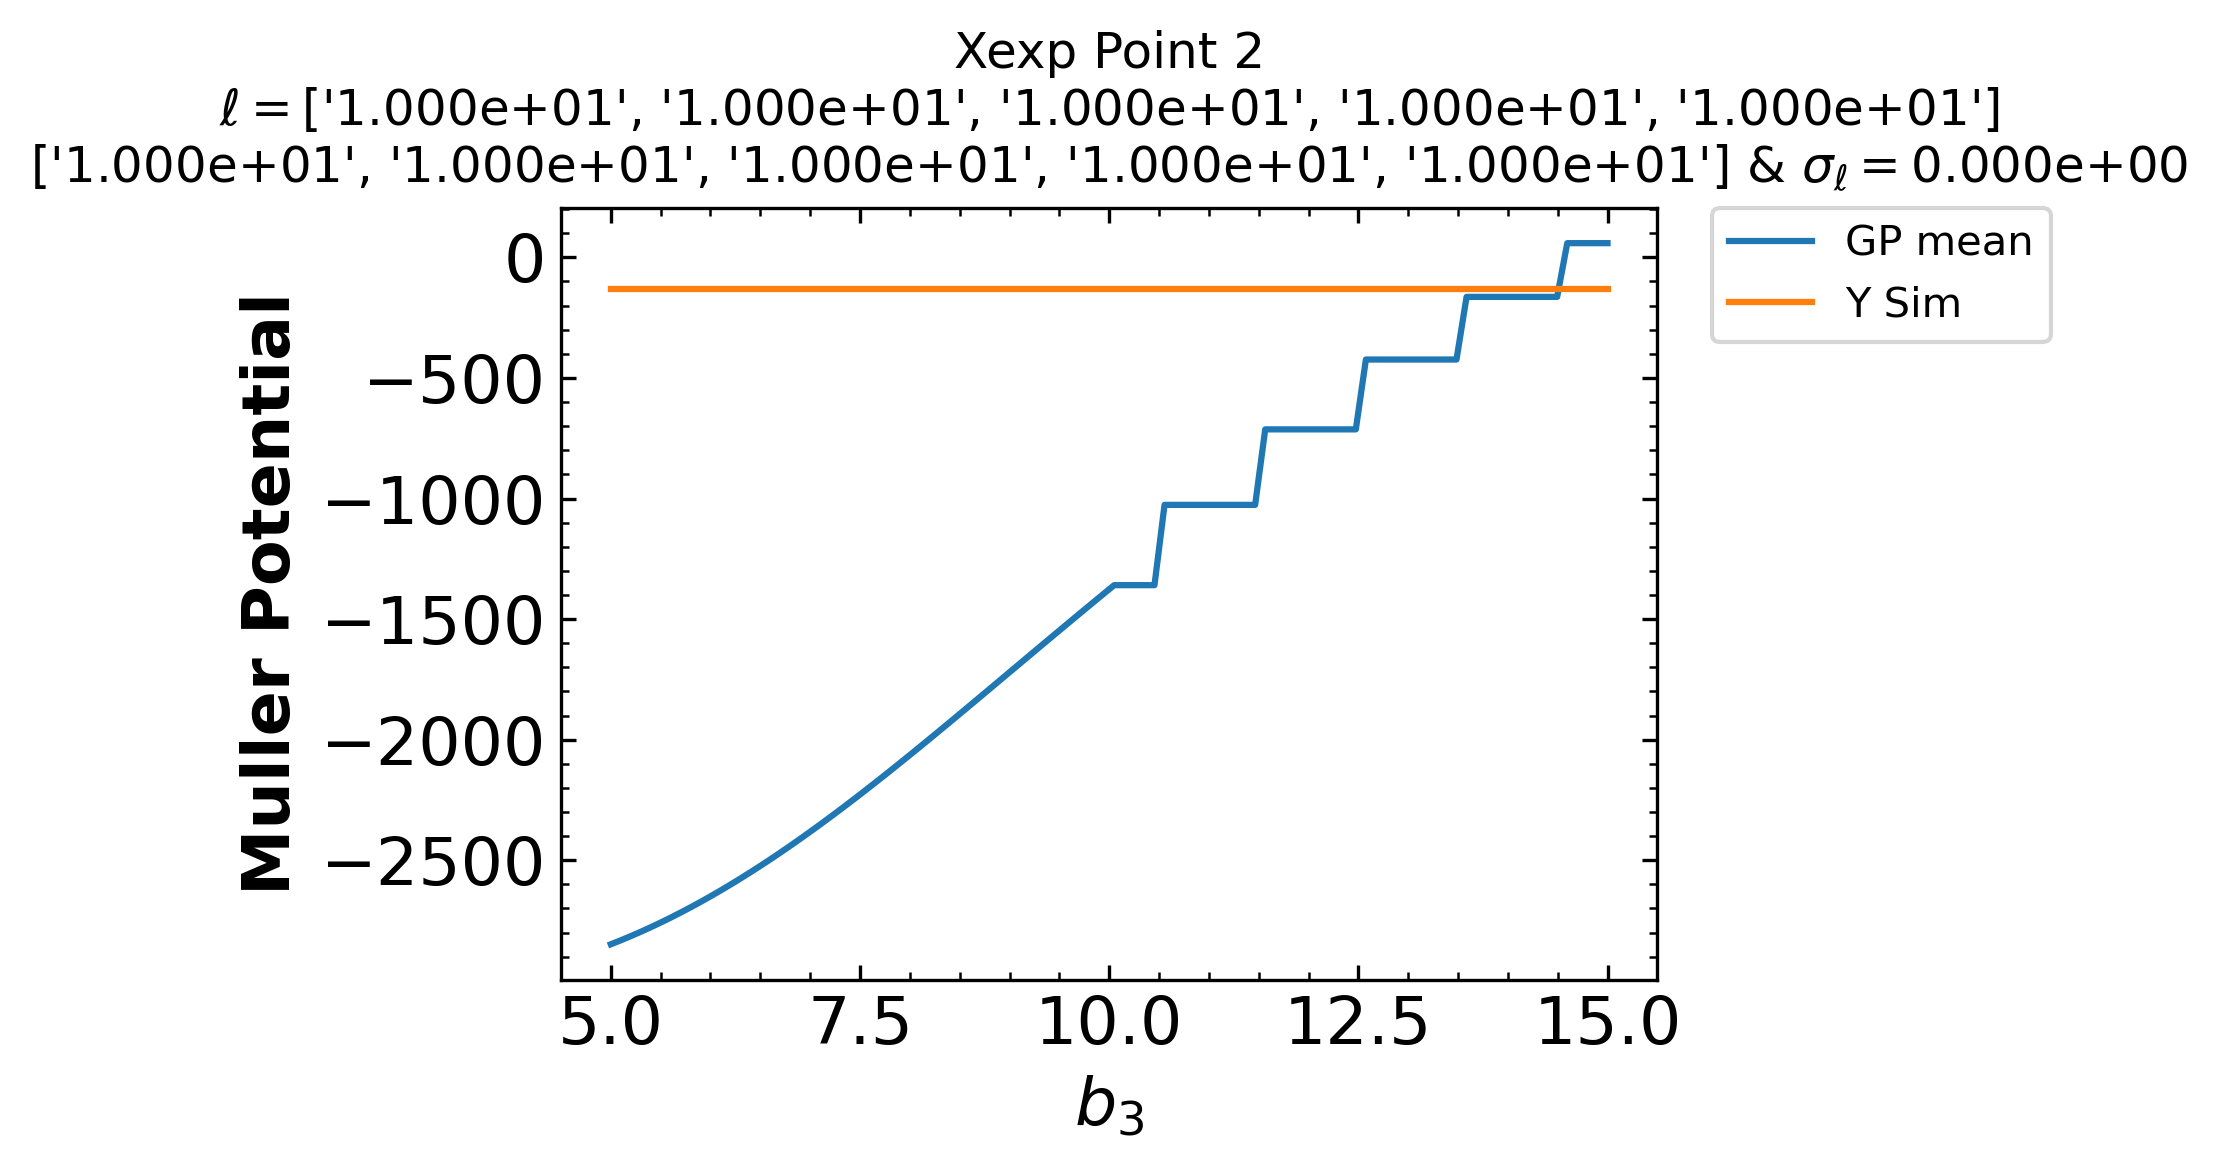 Xexp Point 2
ℓ = ['1.000e+01', '1.000e+01', '1.000e+01', '1.000e+01', '1.000e+01']
['1.000e+01', '1.000e+01', '1.000e+01', '1.000e+01', '1.000e+01'] & σℓ = 0.000e+00
GP mean
Y Sim
Muller Potential
0
−500
−1000
−1500
−2000
−2500
5.0 7.5 10.0 12.5 15.0
b₃